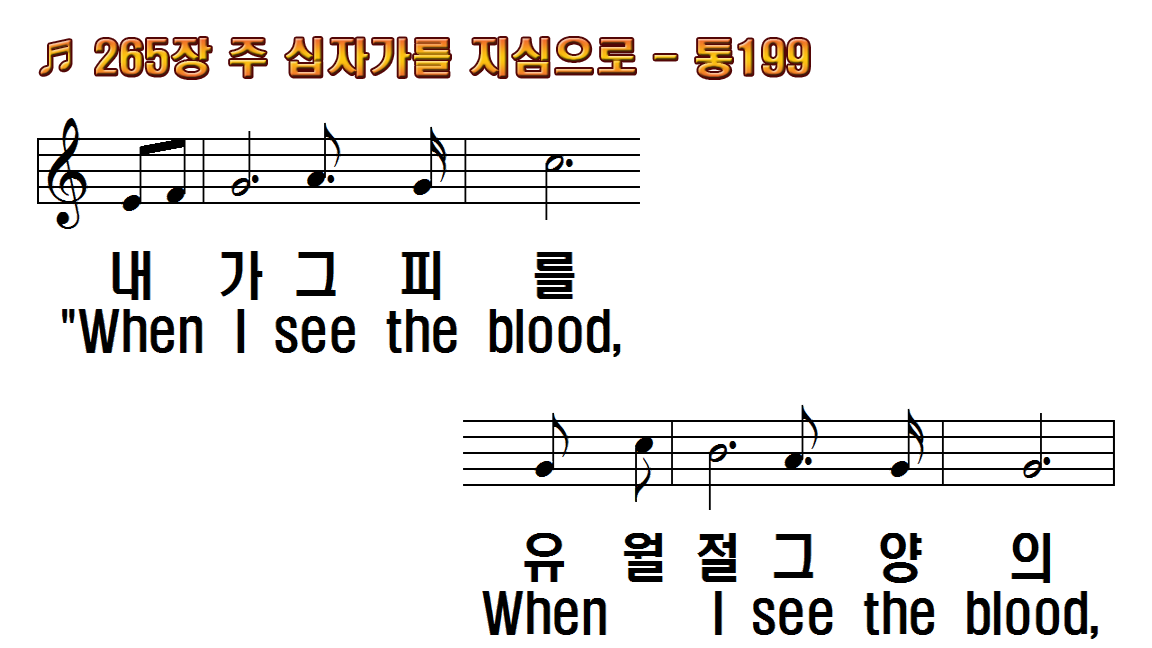 ♬ 265장 주 십자가를 지심으로 - 통199
내 가 그 피 를
"When I see the blood,
유 월 절 그 양 의
When I see the blood,